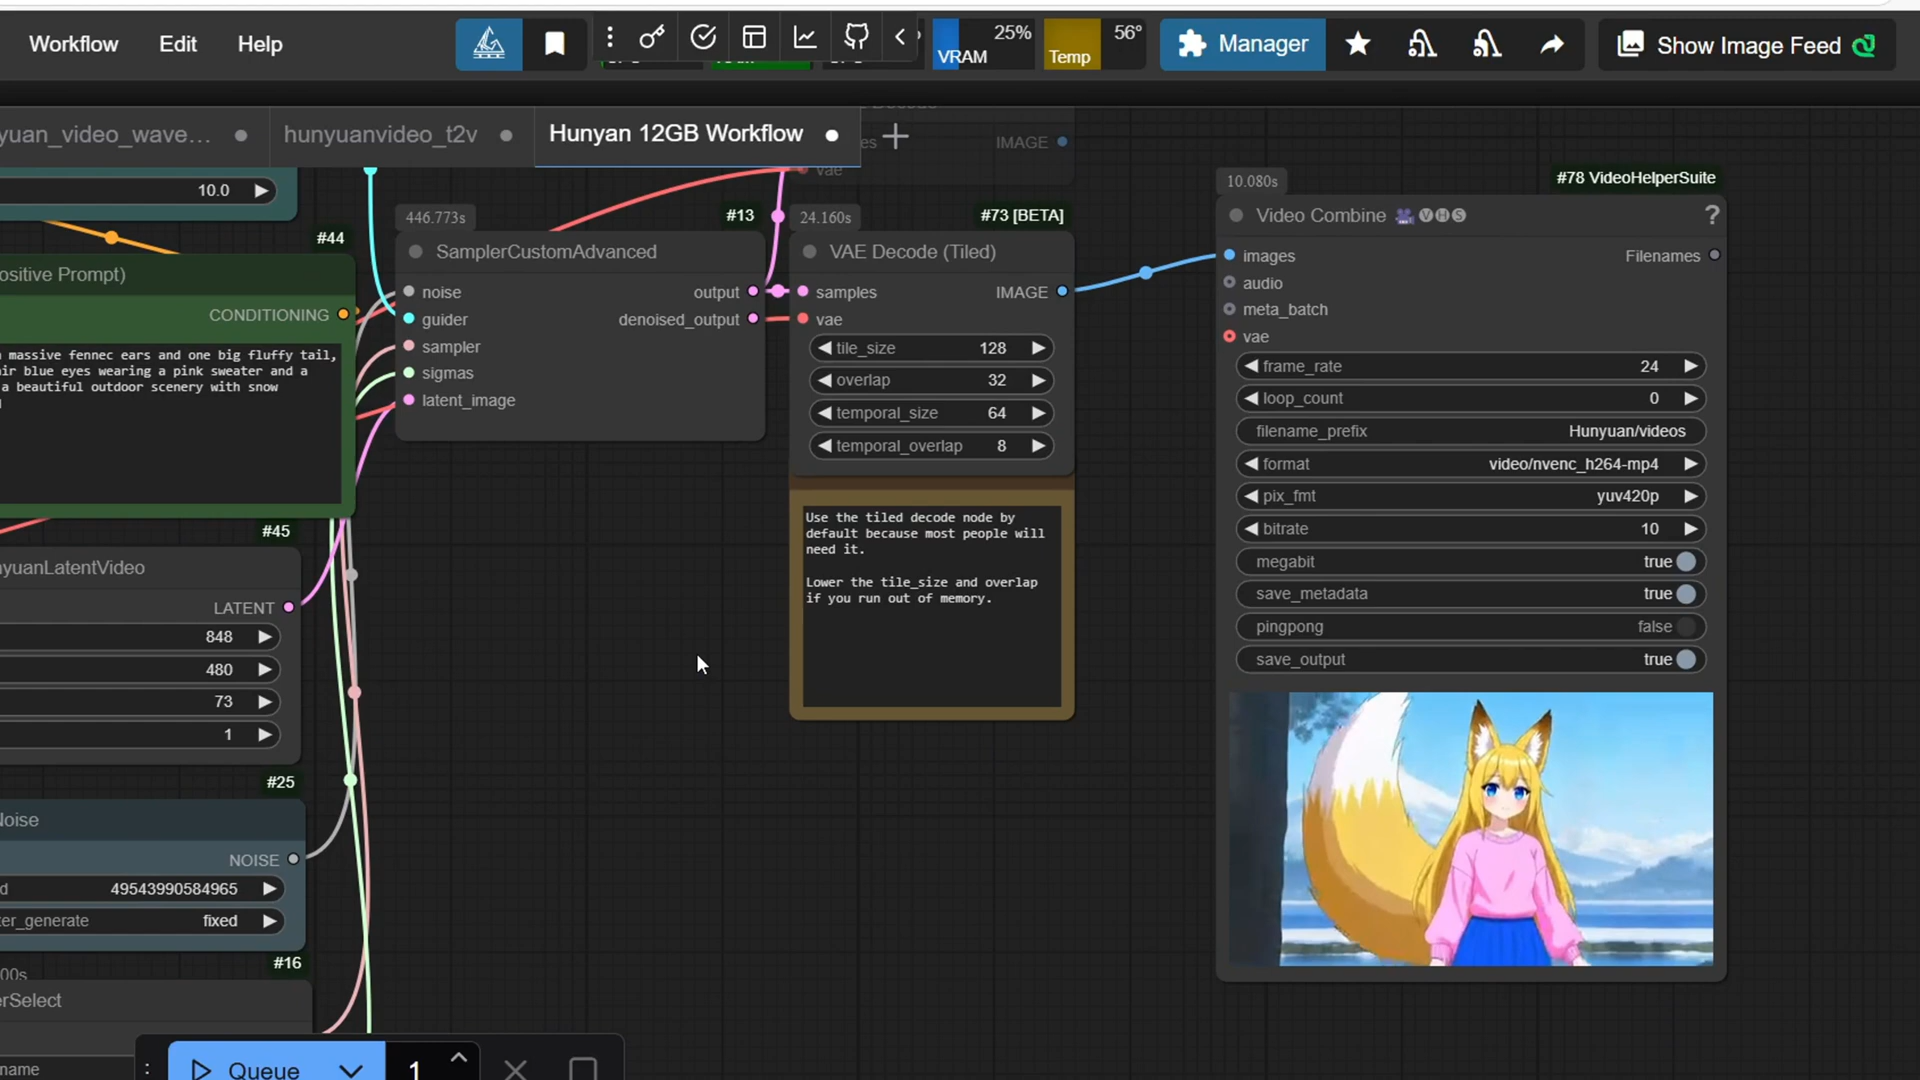 Workflow
Edit
Help
25%
VRAM
56°
Temp
Manager
Show Image Feed
yuan_video_wave...
hunyuanvideo_t2v
Hunyan 12GB Workflow
es
IMAGE
vae
10.0
446.773s
#13
SamplerCustomAdvanced
noise
output
guider
denoised_output
sampler
sigmas
latent_image
24.160s
#73 [BETA]
VAE Decode (Tiled)
samples
IMAGE
vae
tile_size 128
overlap 32
temporal_size 64
temporal_overlap 8
Use the tiled decode node by
default because most people will
need it.
Lower the tile_size and overlap
if you run out of memory.
10.080s
#78 VideoHelperSuite
Video Combine VHS
?
images
Filenames
audio
meta_batch
vae
frame_rate 24
loop_count 0
filename_prefix Hunyuan/videos
format video/nvenc_h264-mp4
pix_fmt yuv420p
bitrate 10
megabit true
save_metadata true
pingpong false
save_output true
#44
ositive Prompt)
CONDITIONING
massive fennec ears and one big fluffy tail,
air blue eyes wearing a pink sweater and a
a beautiful outdoor scenery with snow
#45
yuanLatentVideo
LATENT
848
480
73
1
#25
Noise
NOISE
d 49543990584965
ter_generate fixed
#16
00s
erSelect
name
Queue
1